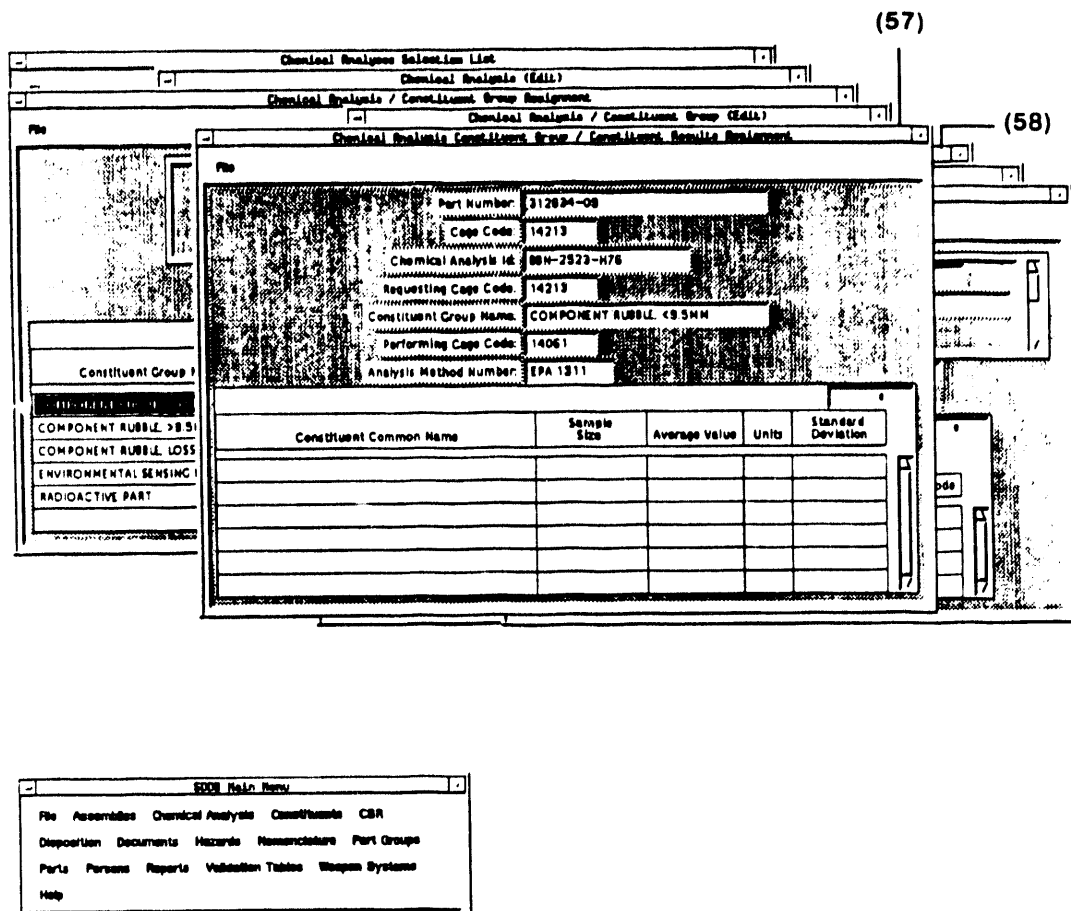 (57)
Chemical Analyses Selection List
Chemical Analysis (Edit)
Chemical Analysis / Constituent Group Assignment
Chemical Analysis / Constituent Group (Edit)
(58)
Chemical Analysis Constituent Group / Constituent Results Assignment
File
File
Part Number: 312634-08
Cage Code: 14213
Chemical Analysis Id:
Requesting Cage Code: 14213
Constituent Group Name: COMPONENT RUBBLE, <9.5MM
Performing Cage Code: 14061
Analysis Method Number: EPA 1311
Constituent Group
COMPONENT RUBBLE,
COMPONENT RUBBLE, LOSS
ENVIRONMENTAL SENSING
RADIOACTIVE PART
Constituent Common Name
Sample Size
Average Value
Units
Standard Deviation
ode
SDDB Main Menu
File Assemblies Chemical Analysis Constituents CBR
Disposition Documents Hazards Nomenclature Part Groups
Parts Persons Reports Validation Tables Weapon Systems
Help